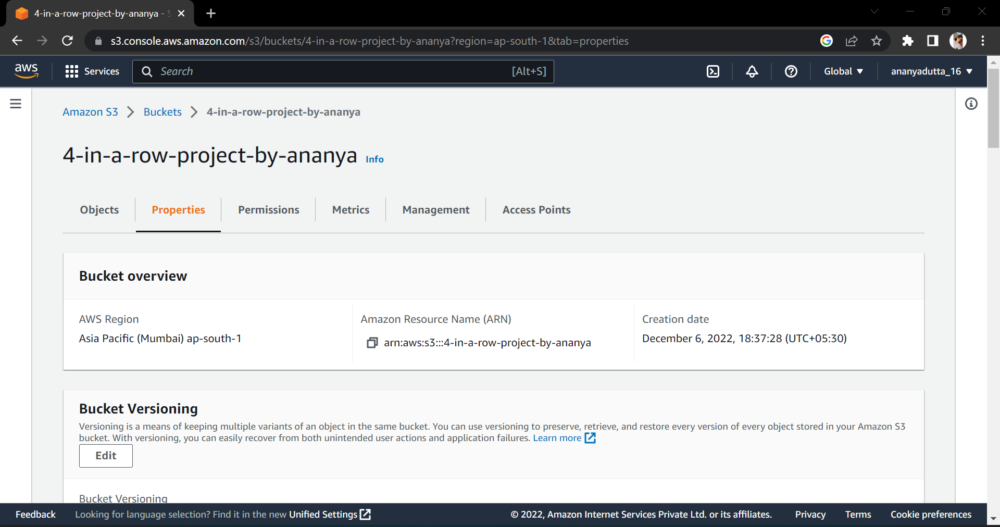 4-in-a-row-project-by-ananya - S
s3.console.aws.amazon.com/s3/buckets/4-in-a-row-project-by-ananya?region=ap-south-1&tab=properties
aws Services Search [Alt+S] Global ananyadutta_16
Amazon S3 Buckets 4-in-a-row-project-by-ananya
4-in-a-row-project-by-ananya Info
Objects Properties Permissions Metrics Management Access Points
Bucket overview
AWS Region Amazon Resource Name (ARN) Creation date
Asia Pacific (Mumbai) ap-south-1 arn:aws:s3:::4-in-a-row-project-by-ananya December 6, 2022, 18:37:28 (UTC+05:30)
Bucket Versioning
Versioning is a means of keeping multiple variants of an object in the same bucket. You can use versioning to preserve, retrieve, and restore every version of every object stored in your Amazon S3
bucket. With versioning, you can easily recover from both unintended user actions and application failures. Learn more
Edit
Bucket Versioning
Feedback Looking for language selection? Find it in the new Unified Settings © 2022, Amazon Internet Services Private Ltd. or its affiliates. Privacy Terms Cookie preferences